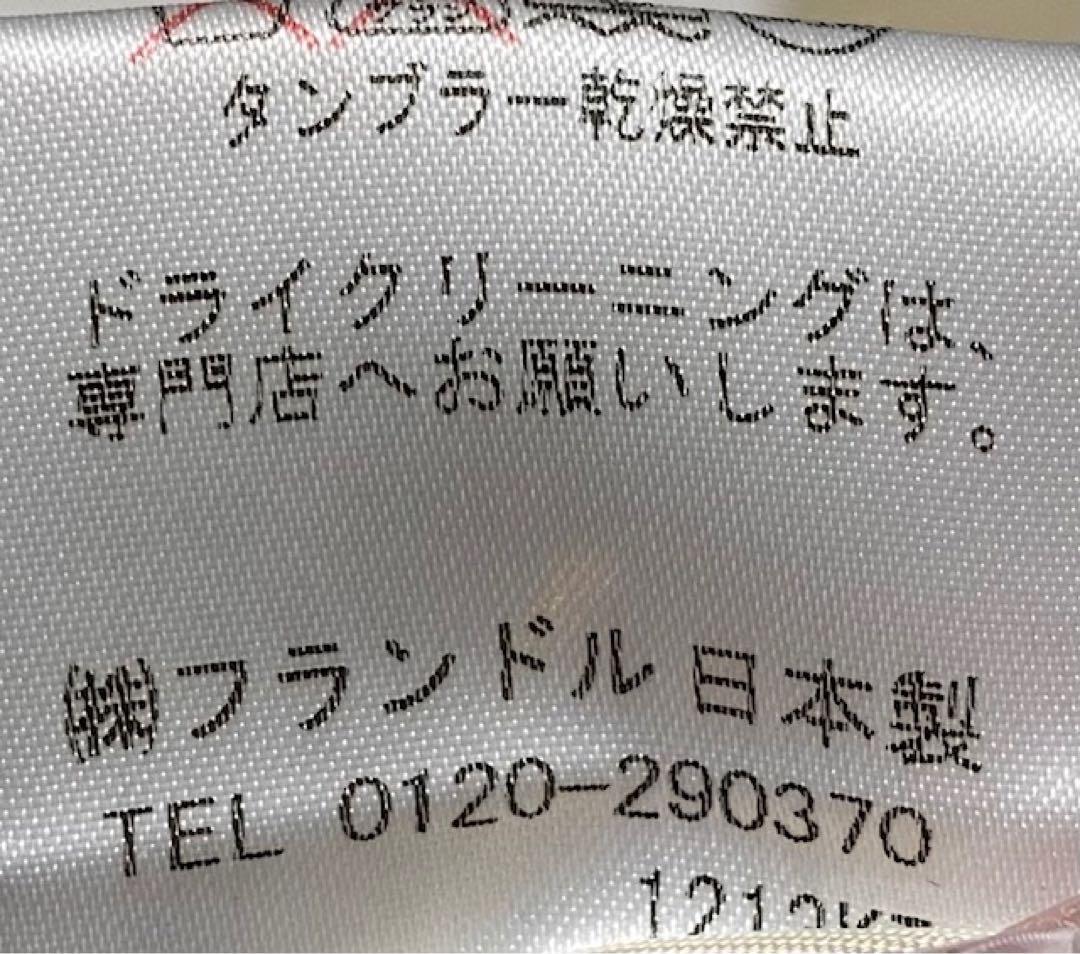 タンブラー乾燥禁止
ドライクリーニングは、
専門店へお願いします。
㈱フランドル 日本製
TEL 0120-290370